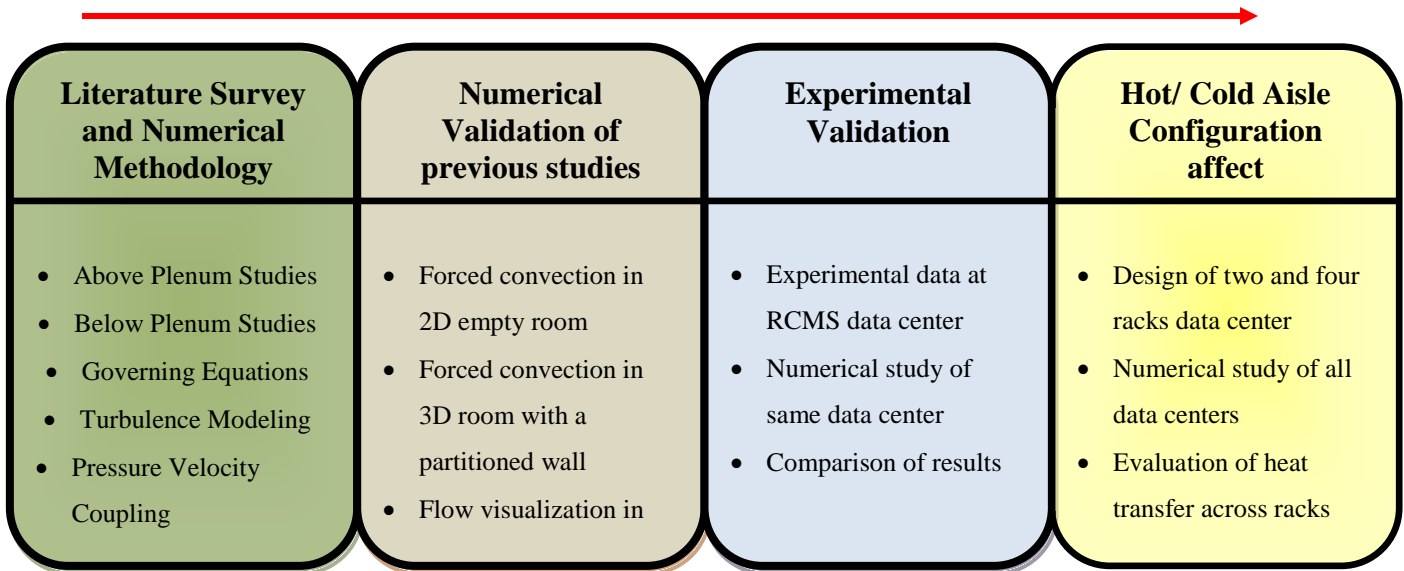 Literature Survey
and Numerical
Methodology
• Above Plenum Studies
• Below Plenum Studies
• Governing Equations
• Turbulence Modeling
• Pressure Velocity
Coupling
Numerical
Validation of
previous studies
• Forced convection in
2D empty room
• Forced convection in
3D room with a
partitioned wall
• Flow visualization in
Experimental
Validation
• Experimental data at
RCMS data center
• Numerical study of
same data center
• Comparison of results
Hot/ Cold Aisle
Configuration
affect
• Design of two and four
racks data center
• Numerical study of all
data centers
• Evaluation of heat
transfer across racks